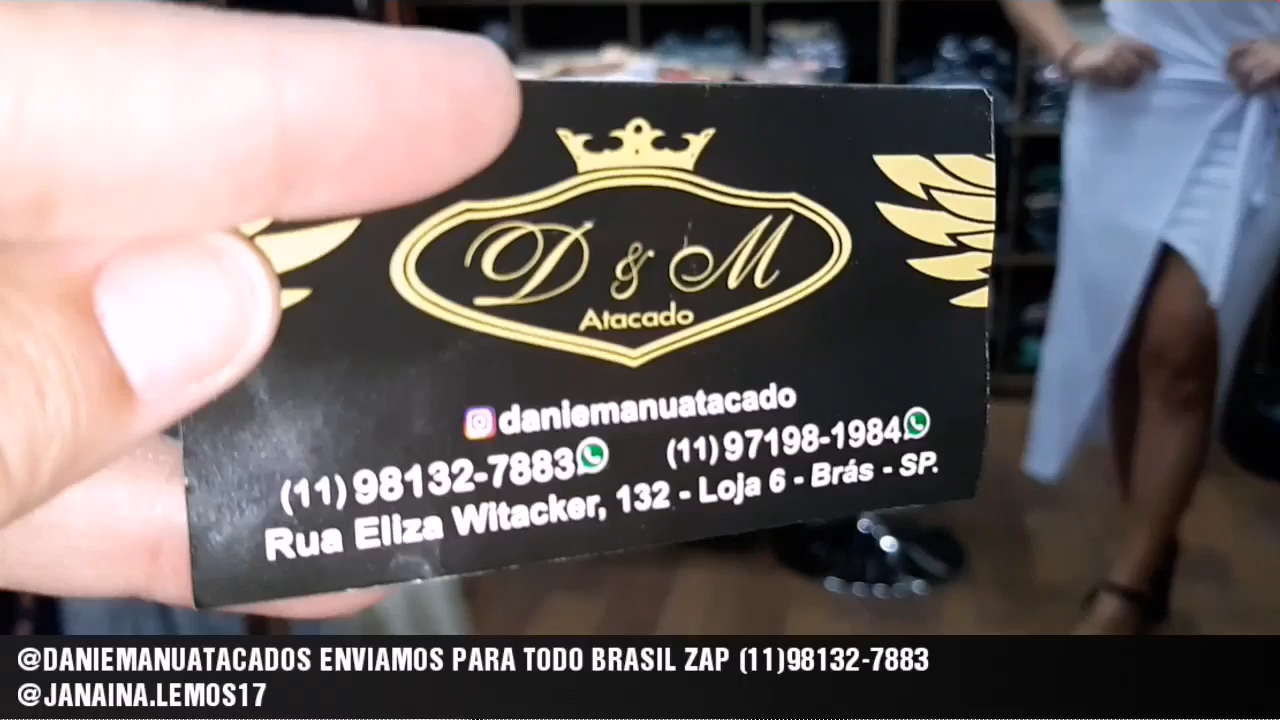 D & M
Atacado
daniemanuatacado
(11) 98132-7883 (11) 97198-1984
Rua Eliza Witacker, 132 - Loja 6 - Brás - SP.
@DANIEMANUATACADOS ENVIAMOS PARA TODO BRASIL ZAP (11)98132-7883
@JANAINA.LEMOS17